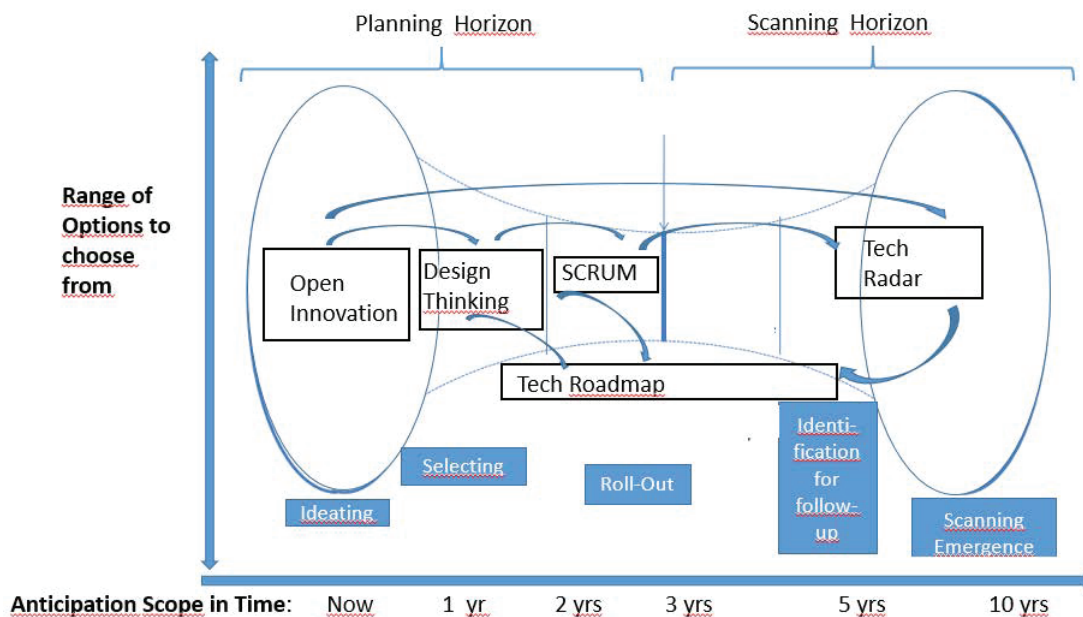 Planning Horizon
Scanning Horizon
Range of
Options to
choose
from
Open
Innovation
Design
Thinking
SCRUM
Tech
Radar
Tech Roadmap
Ideating
Selecting
Roll-Out
Identi-
fication
for
follow-
up
Scanning
Emergence
Anticipation Scope in Time: Now 1 yr 2 yrs 3 yrs 5 yrs 10 yrs